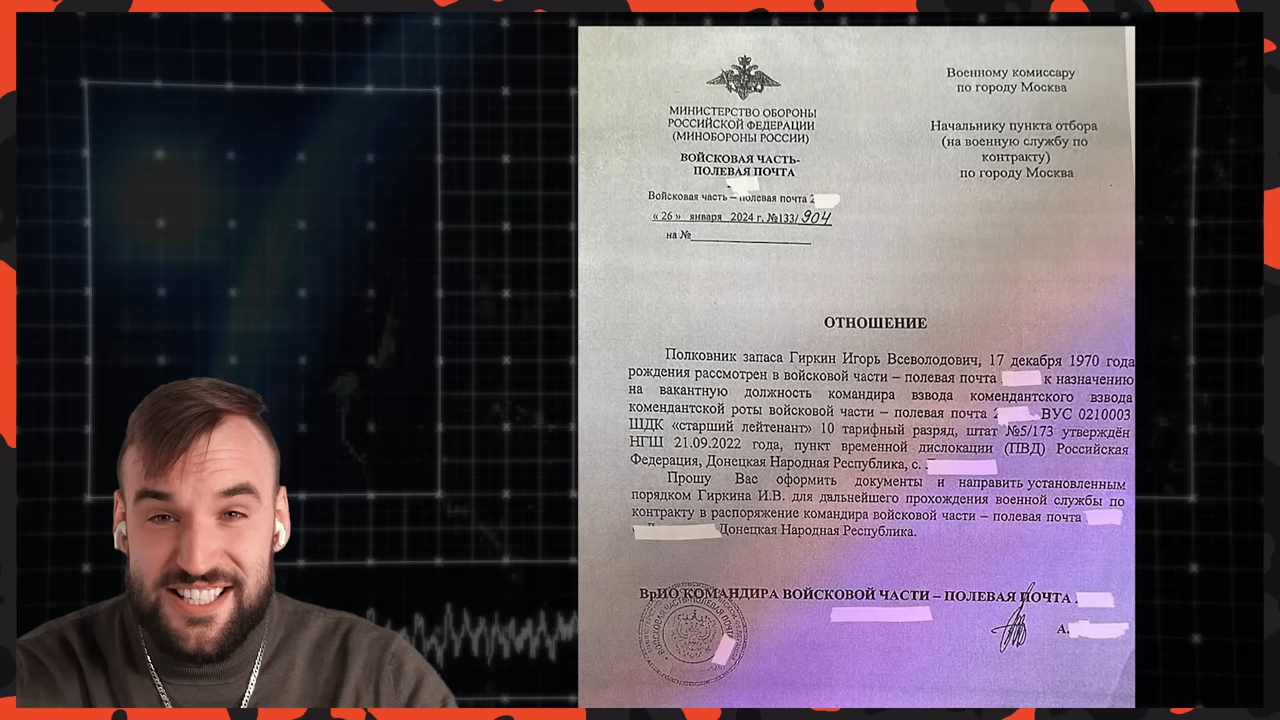 МИНИСТЕРСТВО ОБОРОНЫ
РОССИЙСКОЙ ФЕДЕРАЦИИ
(МИНОБОРОНЫ РОССИИ)
ВОЙСКОВАЯ ЧАСТЬ-
ПОЛЕВАЯ ПОЧТА
Войсковая часть – полевая почта 2
« 26 » января 2024 г. №133/904
на №
Военному комиссару
по городу Москва
Начальнику пункта отбора
(на военную службу по
контракту)
по городу Москва
ОТНОШЕНИЕ
Полковник запаса Гиркин Игорь Всеволодович, 17 декабря 1970 года
рождения рассмотрен в войсковой части – полевая почта к назначению
на вакантную должность командира взвода комендантского взвода
комендантской роты войсковой части – полевая почта 2 ВУС 0210003
ШДК «старший лейтенант» 10 тарифный разряд, штат №5/173 утверждён
НГШ 21.09.2022 года, пункт временной дислокации (ПВД) Российская
Федерация, Донецкая Народная Республика, с.
Прошу Вас оформить документы и направить установленным
порядком Гиркина И.В. для дальнейшего прохождения военной службы по
контракту в распоряжение командира войсковой части – полевая почта
Донецкая Народная Республика.
ВрИО КОМАНДИРА ВОЙСКОВОЙ ЧАСТИ – ПОЛЕВАЯ ПОЧТА
А.